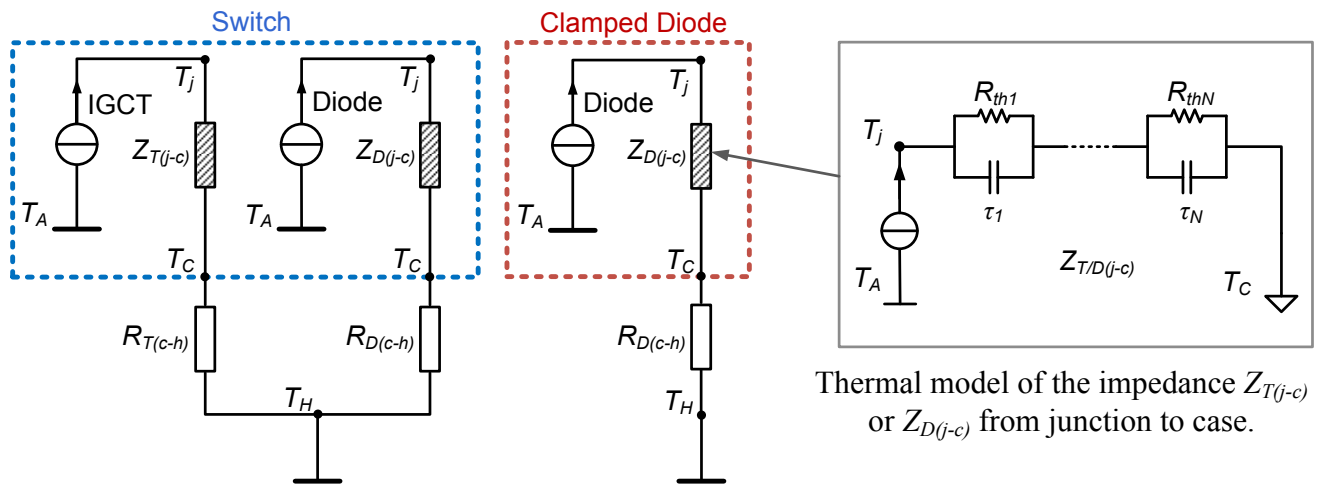 Switch
Clamped Diode
T_j
T_j
T_j
IGCT
Diode
Diode
Z_T(j-c)
Z_D(j-c)
Z_D(j-c)
T_A
T_A
T_A
T_C
T_C
T_C
R_T(c-h)
R_D(c-h)
R_D(c-h)
T_H
T_H
R_th1
R_thN
T_j
τ_1
τ_N
T_A
Z_T/D(j-c)
T_C
Thermal model of the impedance Z_T(j-c)
or Z_D(j-c) from junction to case.